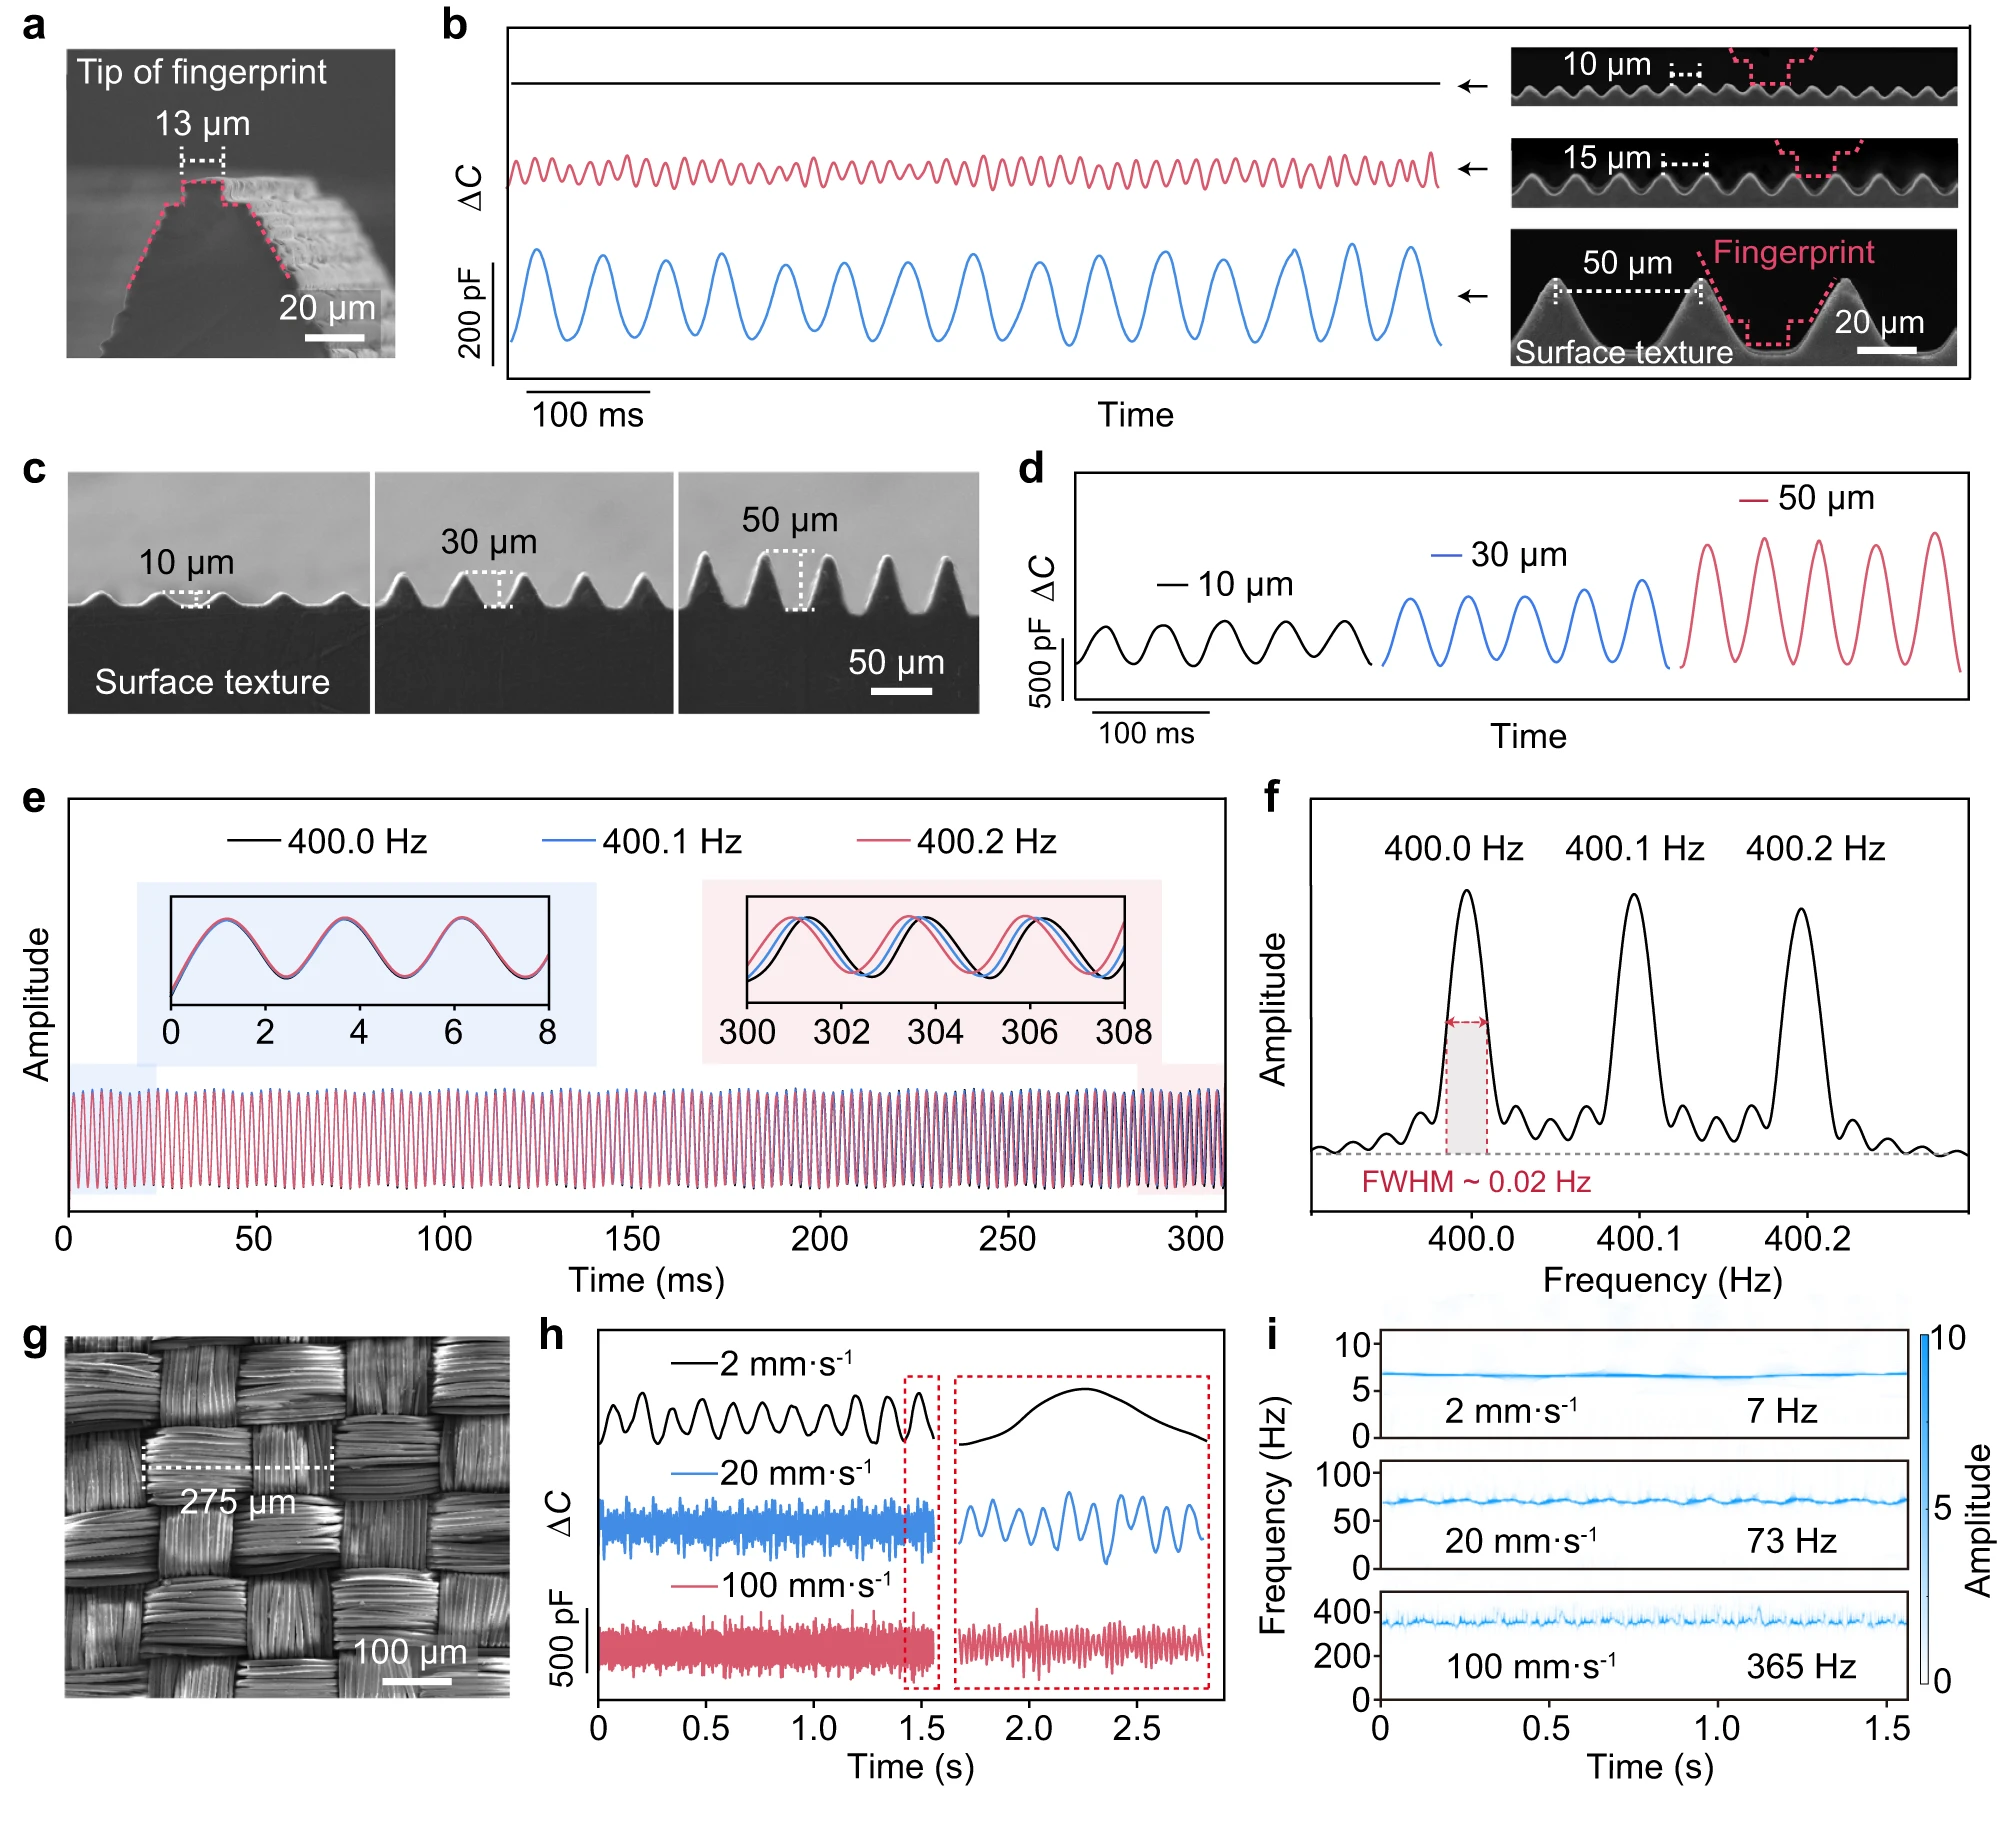 a
Tip of fingerprint
13 µm
20 µm
b
ΔC
200 pF
10 µm
15 µm
50 µm
Fingerprint
20 µm
Surface texture
100 ms
Time
c
10 µm
30 µm
50 µm
Surface texture
50 µm
d
ΔC
500 pF
10 µm
30 µm
50 µm
100 ms
Time
e
Amplitude
400.0 Hz
400.1 Hz
400.2 Hz
0 2 4 6 8
300 302 304 306 308
0 50 100 150 200 250 300
Time (ms)
f
Amplitude
400.0 Hz 400.1 Hz 400.2 Hz
FWHM ~ 0.02 Hz
400.0 400.1 400.2
Frequency (Hz)
g
275 µm
100 µm
h
ΔC
500 pF
2 mm·s-1
20 mm·s-1
100 mm·s-1
0 0.5 1.0 1.5 2.0 2.5
Time (s)
i
Frequency (Hz)
10
5
0
2 mm·s-1 7 Hz
100
50
0
20 mm·s-1 73 Hz
400
200
0
100 mm·s-1 365 Hz
0 0.5 1.0 1.5
Time (s)
10
5
0
Amplitude